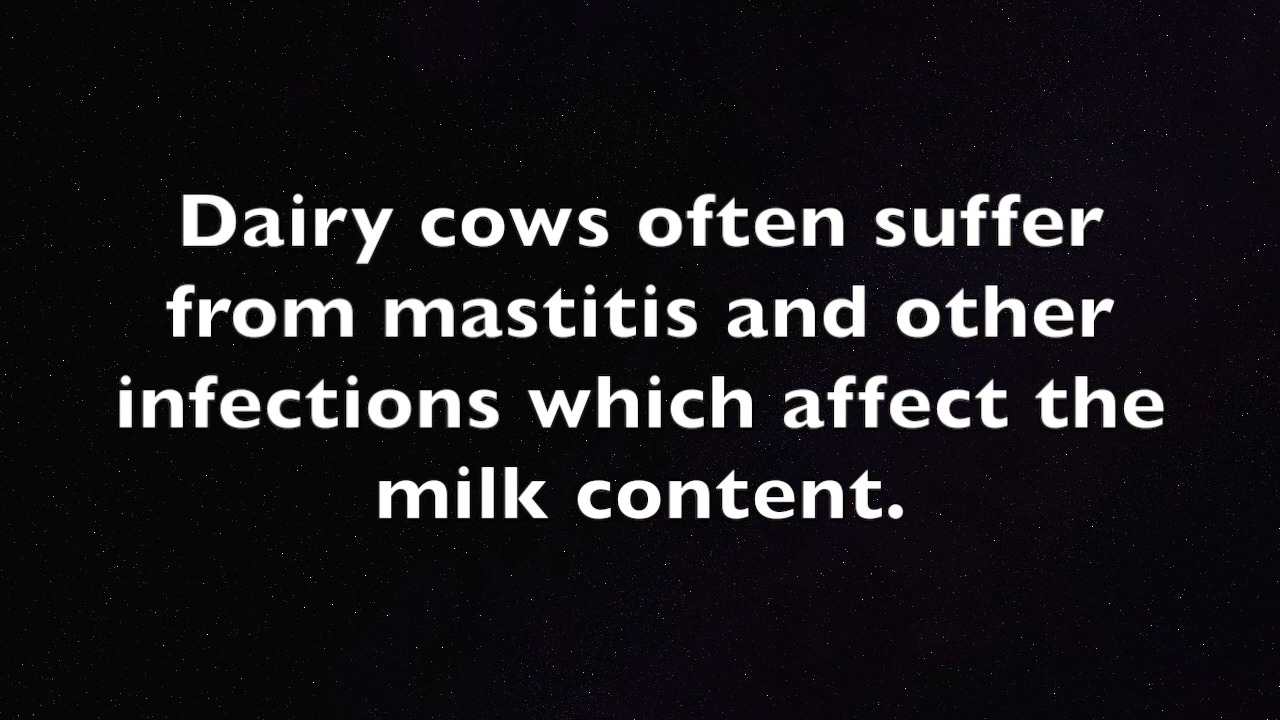 Dairy cows often suffer
from mastitis and other
infections which affect the
milk content.